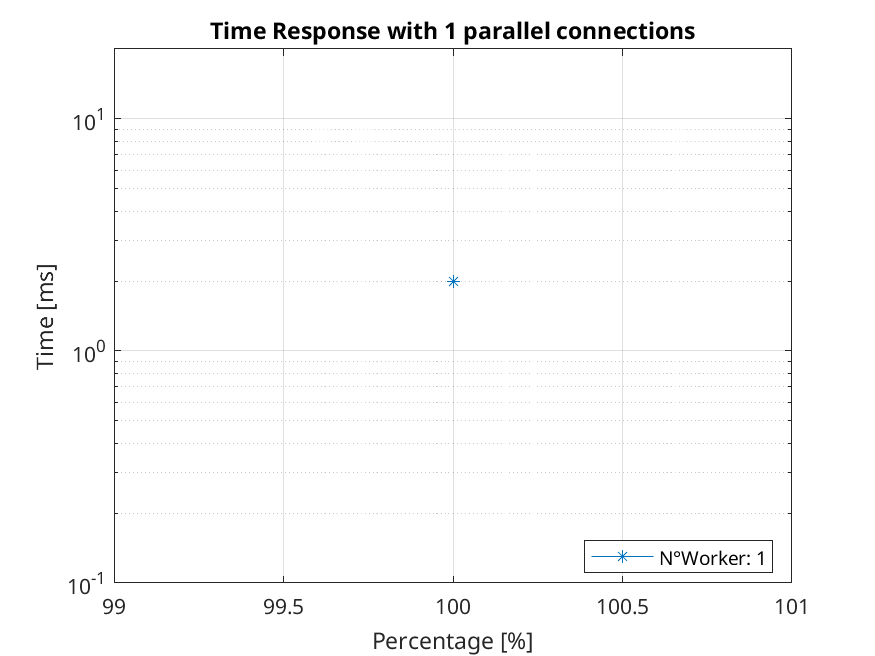 Time Response with 1 parallel connections
Time [ms]
10^1
10^0
10^-1
N°Worker: 1
99 99.5 100 100.5 101
Percentage [%]